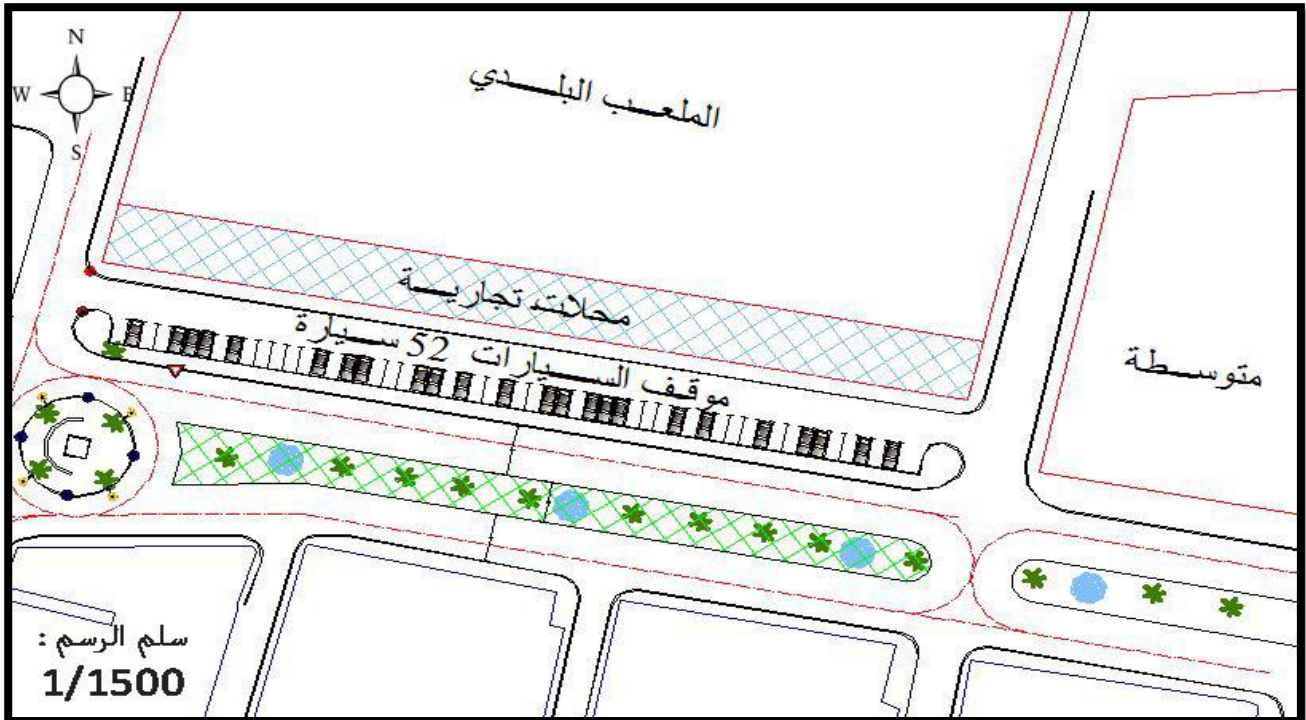 N
W E
S
الملعب البلدي
محلات تجارية
موقف السيارات 52 سيارة
متوسطة
سلم الرسم :
1/1500